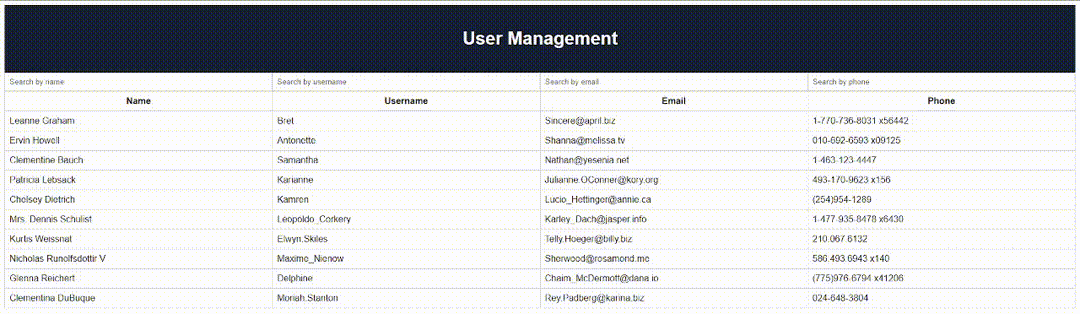 User Management
Search by name Search by username Search by email Search by phone
Name Username Email Phone
Leanne Graham Bret Sincere@april.biz 1-770-736-8031 x56442
Ervin Howell Antonette Shanna@melissa.tv 010-692-6593 x09125
Clementine Bauch Samantha Nathan@yesenia.net 1-463-123-4447
Patricia Lebsack Karianne Julianne.OConner@kory.org 493-170-9623 x156
Chelsey Dietrich Kamren Lucio_Hettinger@annie.ca (254)954-1289
Mrs. Dennis Schulist Leopoldo_Corkery Karley_Dach@jasper.info 1-477-935-8478 x6430
Kurtis Weissnat Elwyn.Skiles Telly.Hoeger@billy.biz 210.067.6132
Nicholas Runolfsdottir V Maxime_Nienow Sherwood@rosamond.me 586.493.6943 x140
Glenna Reichert Delphine Chaim_McDermott@dana.io (775)976-6794 x41206
Clementina DuBuque Moriah.Stanton Rey.Padberg@karina.biz 024-648-3804